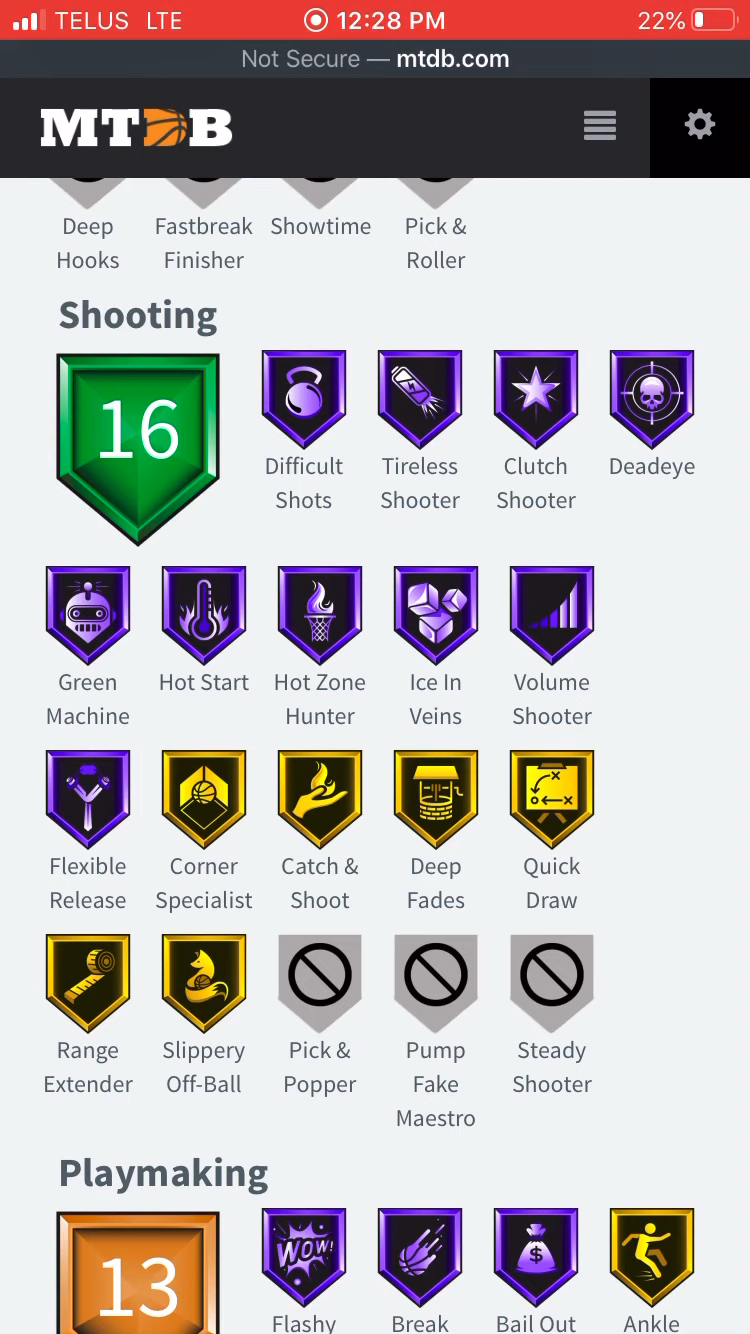 TELUS LTE 12:28 PM 22%
Not Secure — mtdb.com
MTDB
Deep Fastbreak Showtime Pick &
Hooks Finisher Roller
Shooting
16
Difficult Tireless Clutch Deadeye
Shots Shooter Shooter
Green Hot Start Hot Zone Ice In Volume
Machine Hunter Veins Shooter
Flexible Corner Catch & Deep Quick
Release Specialist Shoot Fades Draw
Range Slippery Pick & Pump Steady
Extender Off-Ball Popper Fake Shooter
Maestro
Playmaking
13
WOW!
$
Flashy Break Bail Out Ankle